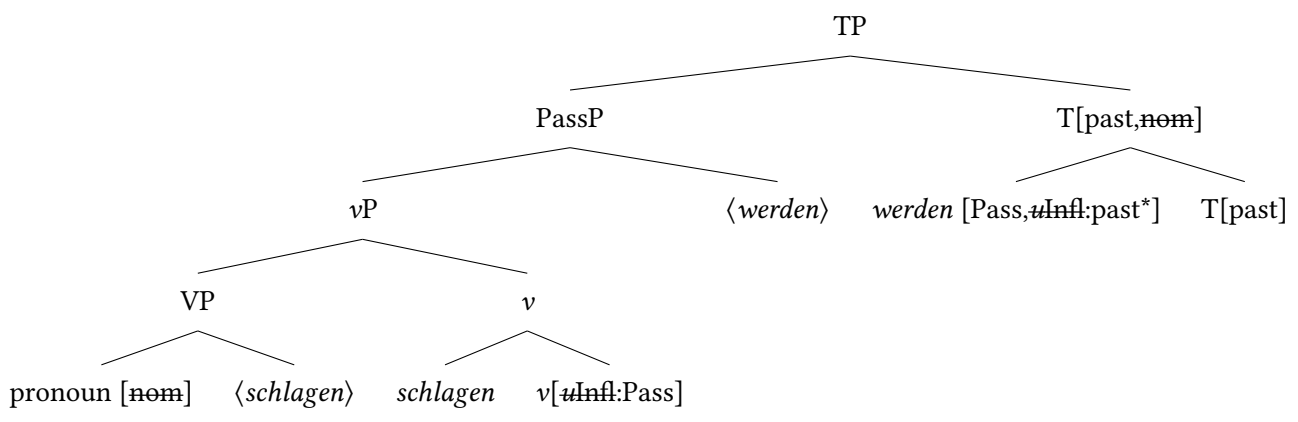 TP
PassP T[past,nom]
vP ⟨werden⟩ werden [Pass,uInfl:past*] T[past]
VP v
pronoun [nom] ⟨schlagen⟩ schlagen v[uInfl:Pass]